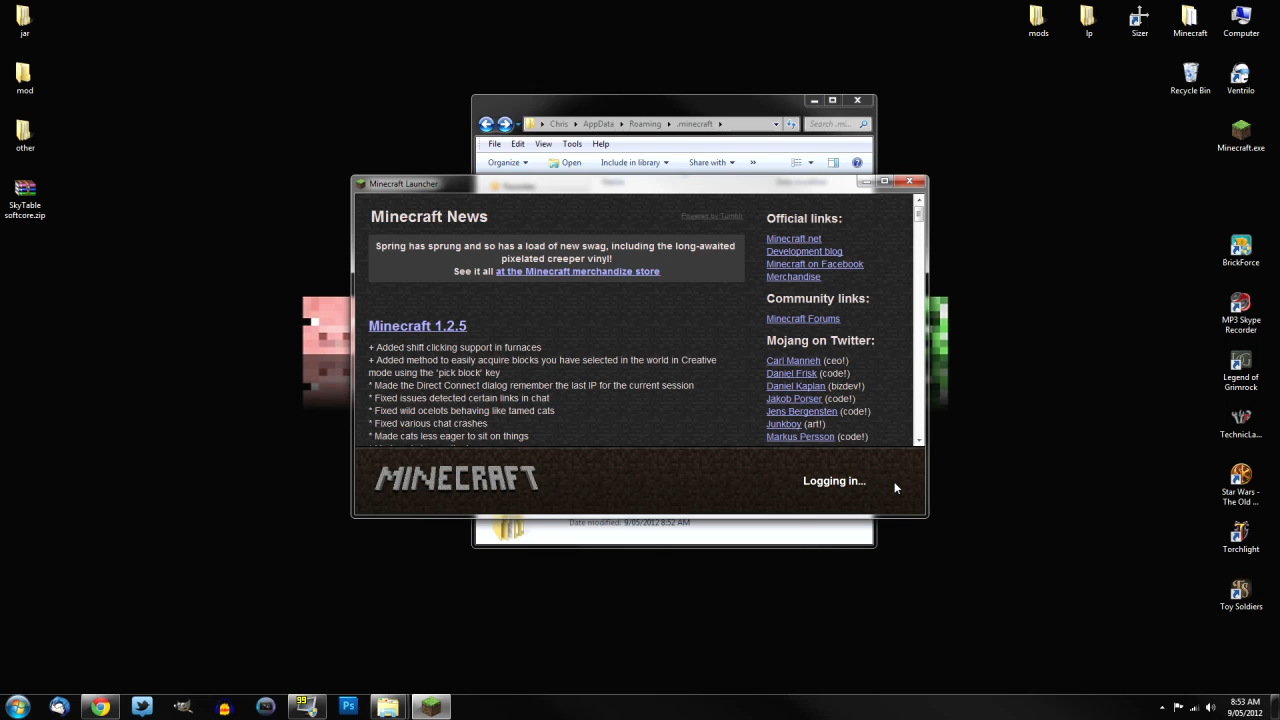 jar
mod
other
SkyTable
softcore.zip
mods
lp
Sizer
Minecraft
Computer
Recycle Bin
Ventrilo
Minecraft.exe
BrickForce
MP3 Skype
Recorder
Legend of
Grimrock
TechnicLa...
Star Wars -
The Old ...
Torchlight
Toy Soldiers
Chris
AppData
Roaming
.minecraft
Search .mi...
File Edit View Tools Help
Organize Open Include in library Share with »
Favorites Name
Minecraft Launcher
Minecraft News
Powered by Tumblr
Spring has sprung and so has a load of new swag, including the long-awaited
pixelated creeper vinyl!
See it all at the Minecraft merchandize store
Minecraft 1.2.5
+ Added shift clicking support in furnaces
+ Added method to easily acquire blocks you have selected in the world in Creative
mode using the 'pick block' key
* Made the Direct Connect dialog remember the last IP for the current session
* Fixed issues detected certain links in chat
* Fixed wild ocelots behaving like tamed cats
* Fixed various chat crashes
* Made cats less eager to sit on things
Official links:
Minecraft.net
Development blog
Minecraft on Facebook
Merchandise
Community links:
Minecraft Forums
Mojang on Twitter:
Carl Manneh (ceo!)
Daniel Frisk (code!)
Daniel Kaplan (bizdev!)
Jakob Porser (code!)
Jens Bergensten (code!)
Junkboy (art!)
Markus Persson (code!)
MINECRAFT
Logging in...
Date modified: 9/05/2012 8:52 AM
99
Ps
8:53 AM
9/05/2012